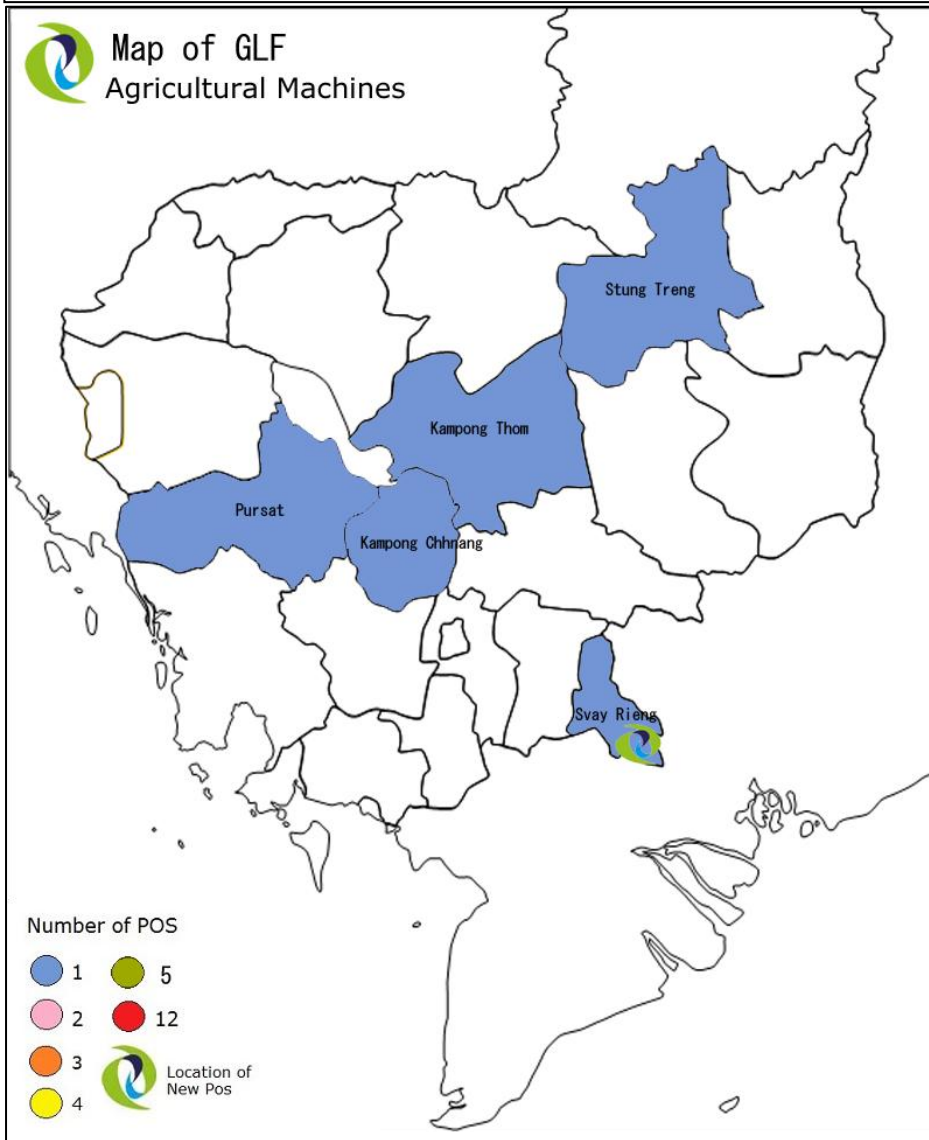 Map of GLF
Agricultural Machines
Stung Treng
Kampong Thom
Pursat
Kampong Chhnang
Svay Rieng
Number of POS
1
5
2
12
3
Location of
New Pos
4